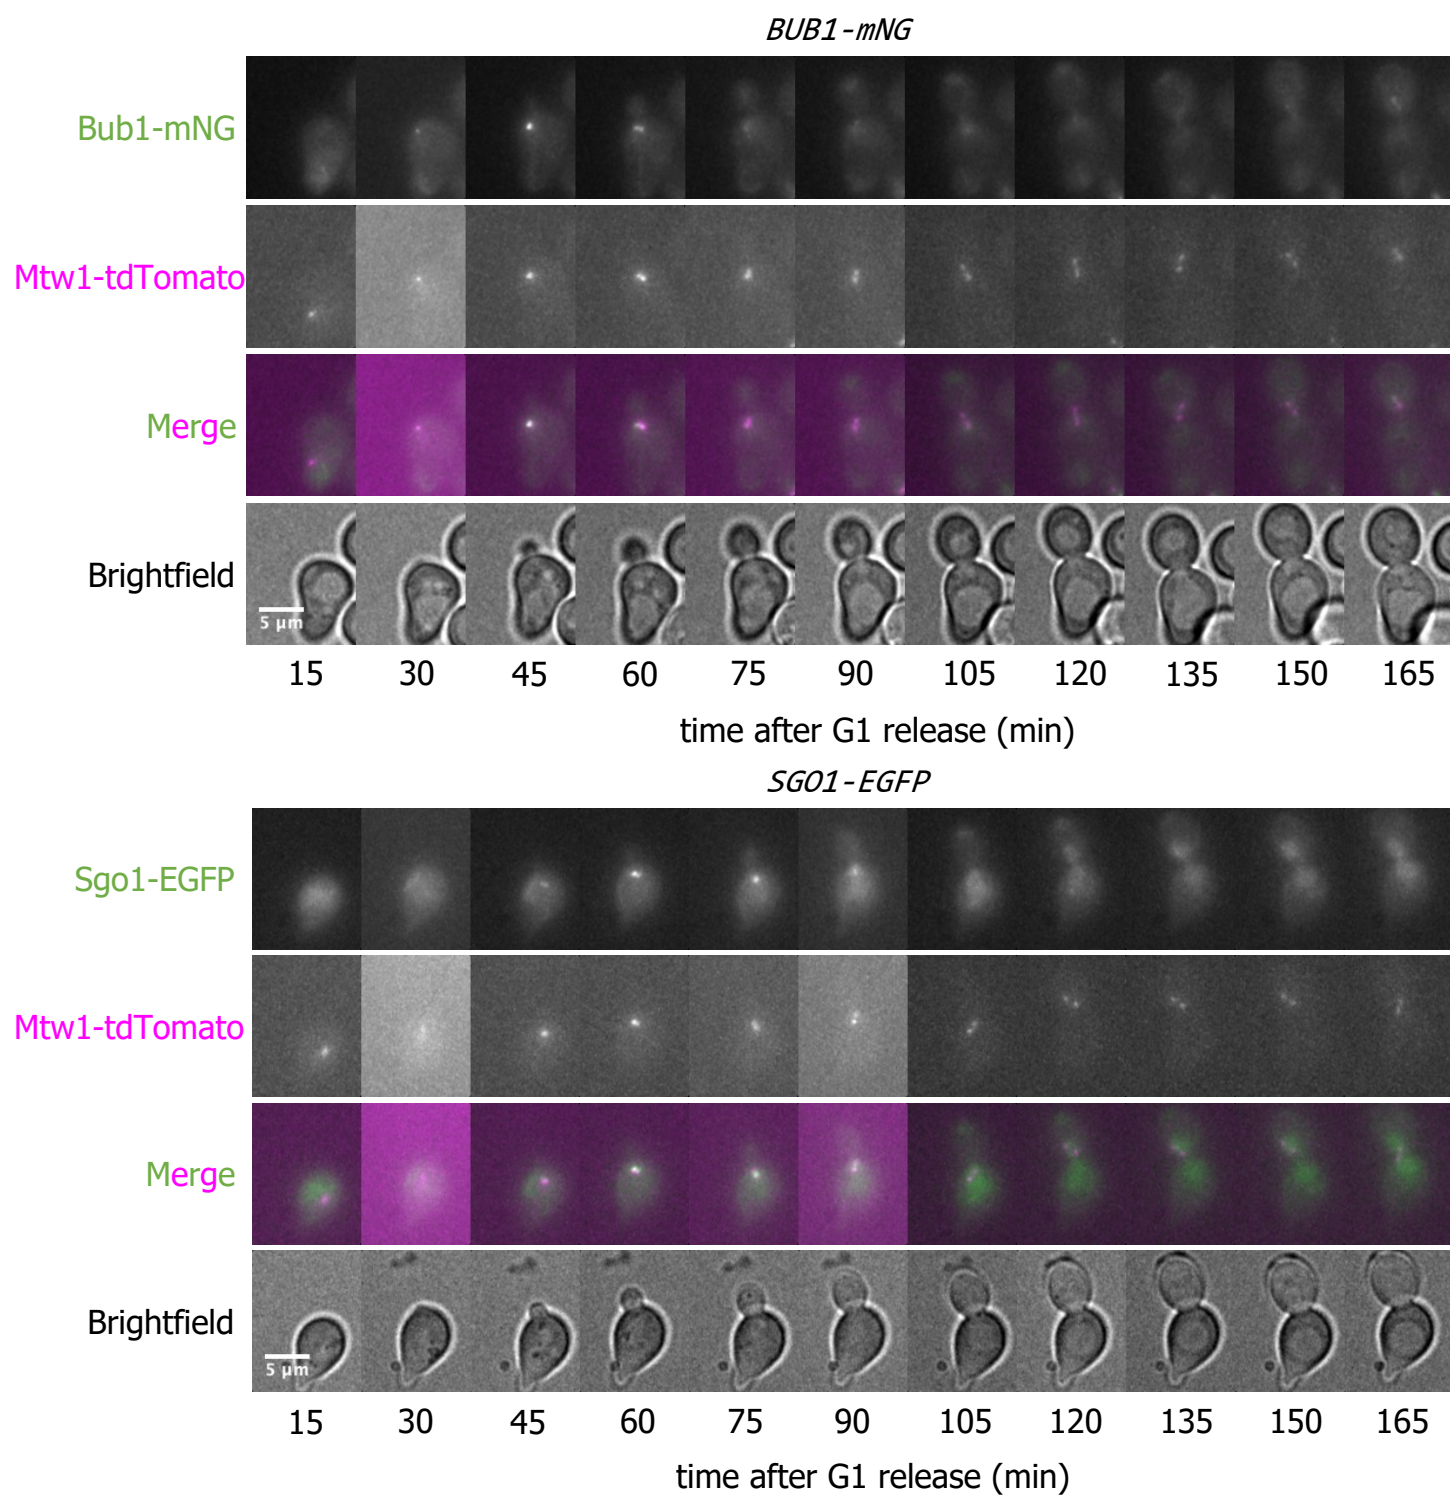 BUB1-mNG
Bub1-mNG
Mtw1-tdTomato
Merge
Brightfield
5 μm
15 30 45 60 75 90 105 120 135 150 165
time after G1 release (min)
SGO1-EGFP
Sgo1-EGFP
Mtw1-tdTomato
Merge
Brightfield
5 μm
15 30 45 60 75 90 105 120 135 150 165
time after G1 release (min)